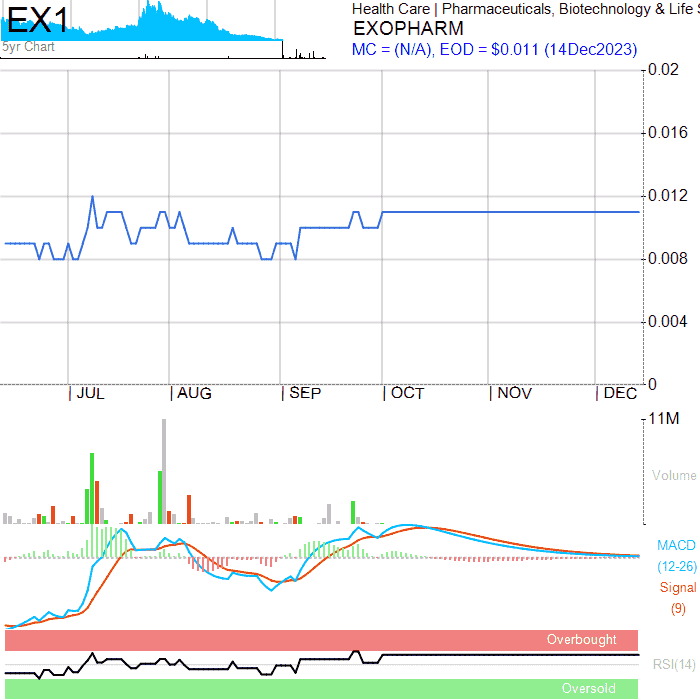 EX1
5yr Chart
Health Care | Pharmaceuticals, Biotechnology & Life
EXOPHARM
MC = (N/A), EOD = $0.011 (14Dec2023)
0.02
0.016
0.012
0.008
0.004
0
| JUL | AUG | SEP | OCT | NOV | DEC
11M
Volume
MACD
(12-26)
Signal
(9)
Overbought
RSI(14)
Oversold